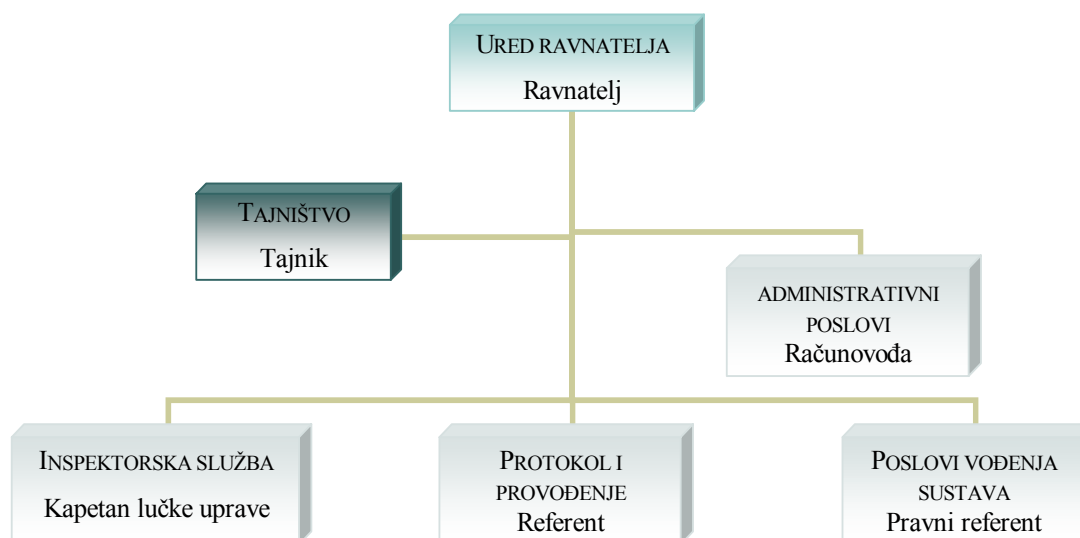 URED RAVNATELJA
Ravnatelj
TAJNIŠTVO
Tajnik
ADMINISTRATIVNI
POSLOVI
Računovođa
INSPEKTORSKA SLUŽBA
Kapetan lučke uprave
PROTOKOL I
PROVOĐENJE
Referent
POSLOVI VOĐENJA
SUSTAVA
Pravni referent